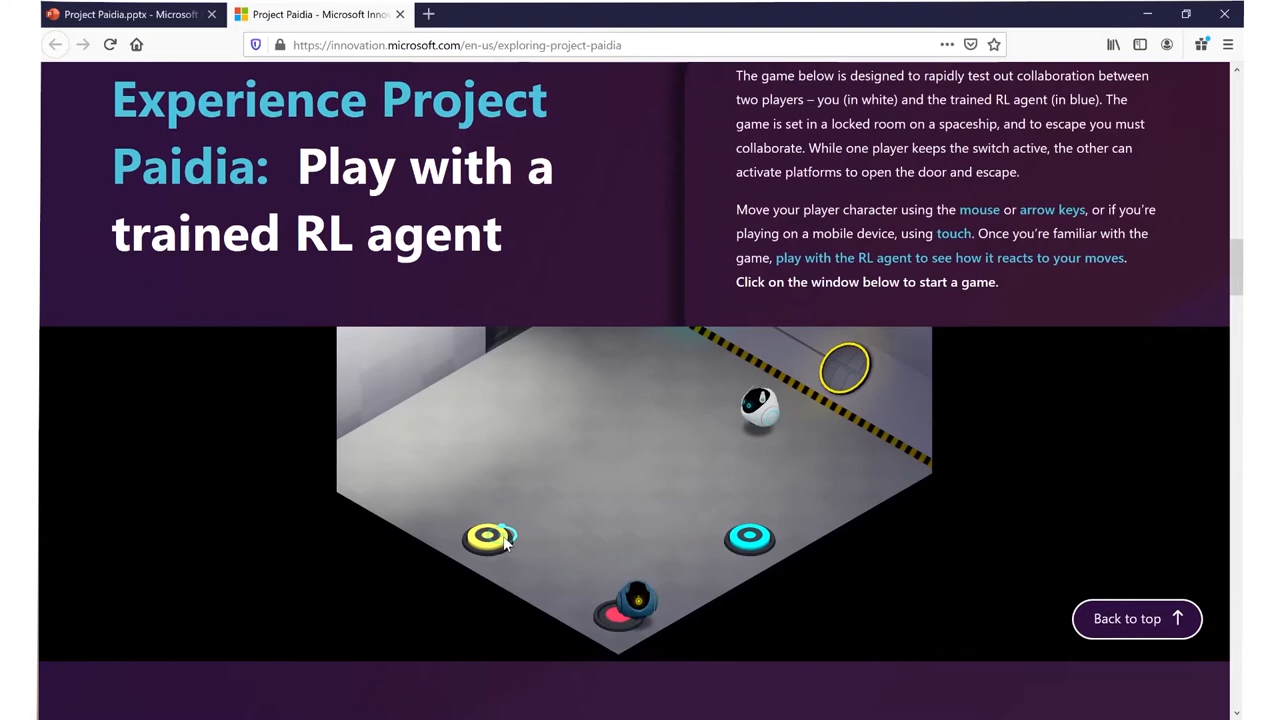 Project Paidia.pptx - Microsoft
Project Paidia - Microsoft Inno
https://innovation.microsoft.com/en-us/exploring-project-paidia
Experience Project
Paidia: Play with a
trained RL agent
The game below is designed to rapidly test out collaboration between
two players – you (in white) and the trained RL agent (in blue). The
game is set in a locked room on a spaceship, and to escape you must
collaborate. While one player keeps the switch active, the other can
activate platforms to open the door and escape.
Move your player character using the mouse or arrow keys, or if you’re
playing on a mobile device, using touch. Once you’re familiar with the
game, play with the RL agent to see how it reacts to your moves.
Click on the window below to start a game.
Back to top